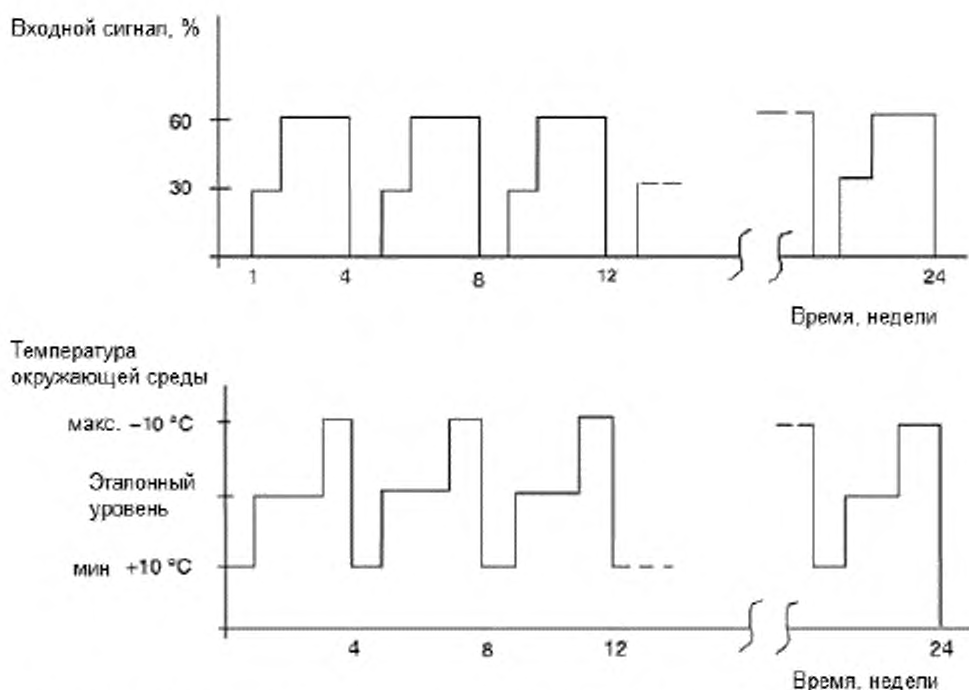 Входной сигнал, %
60
30
1 4 8 12 24
Время, недели
Температура
окружающей среды
макс. –10 °С
Эталонный
уровень
мин +10 °С
4 8 12 24
Время, недели